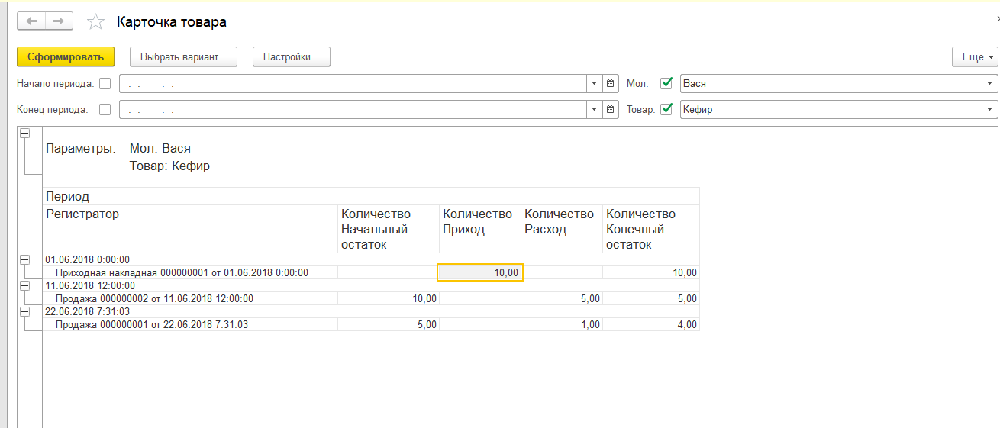 Карточка товара
Сформировать Выбрать вариант... Настройки... Еще
Начало периода: . . : : Мол: Вася
Конец периода: . . : : Товар: Кефир
Параметры: Мол: Вася
Товар: Кефир
Период
Регистратор Количество Количество Количество Количество
Начальный Приход Расход Конечный
остаток остаток
01.06.2018 0:00:00
Приходная накладная 000000001 от 01.06.2018 0:00:00 10,00 10,00
11.06.2018 12:00:00
Продажа 000000002 от 11.06.2018 12:00:00 10,00 5,00 5,00
22.06.2018 7:31:03
Продажа 000000001 от 22.06.2018 7:31:03 5,00 1,00 4,00